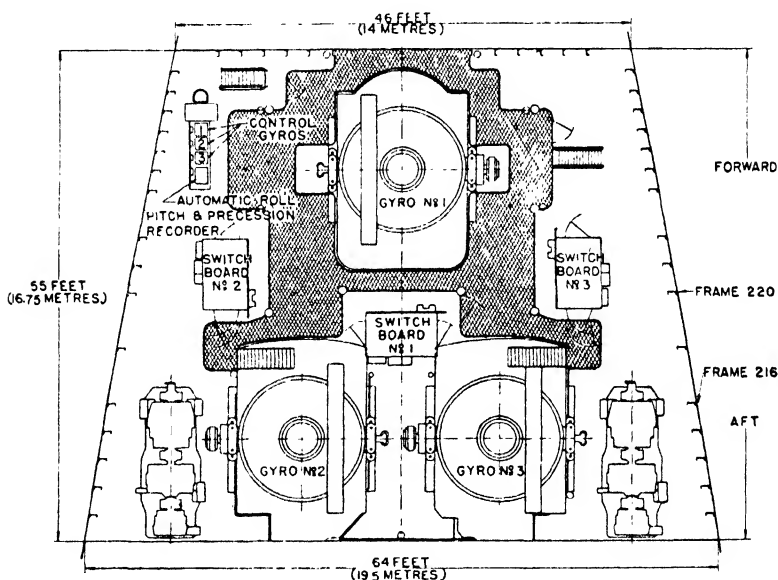 46 FEET
(14 METRES)
CONTROL
GYROS.
1
2
3
AUTOMATIC ROLL
PITCH & PRECESSION
RECORDER
GYRO Nº 1
FORWARD
55 FEET
(16.75 METRES.)
SWITCH
BOARD
Nº 2
SWITCH
BOARD
Nº 3
FRAME 220
SWITCH
BOARD
Nº 1
FRAME 216
AFT
GYRO Nº 2
GYRO Nº 3
64 FEET
(19.5 METRES)